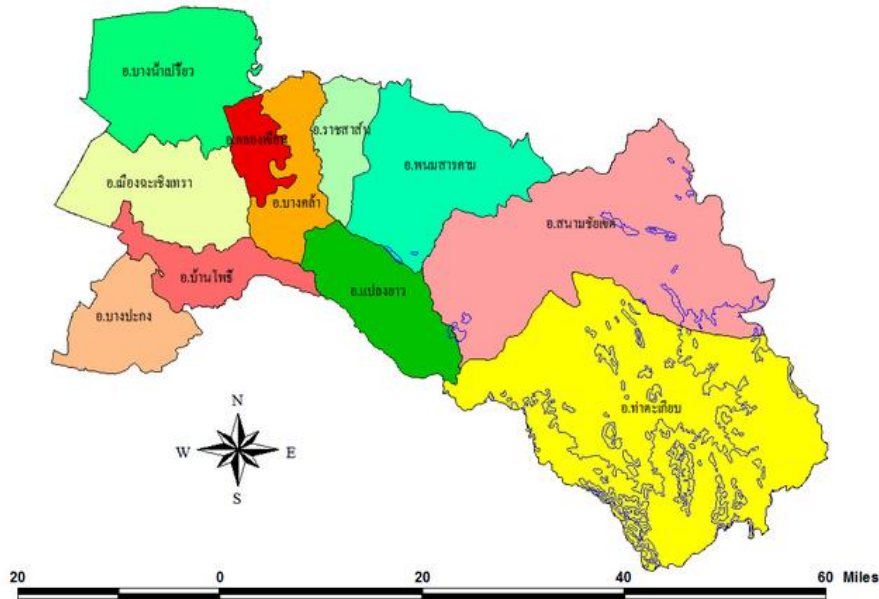 อ.บางน้ำเปรี้ยว
อ.คลองเขื่อน
อ.ราชสาส์น
อ.พนมสารคาม
อ.เมืองฉะเชิงเทรา
อ.บางคล้า
อ.สนามชัยเขต
อ.บ้านโพธิ์
อ.แปลงยาว
อ.บางปะกง
อ.ท่าตะเกียบ
N
W E
S
20 0 20 40 60 Miles